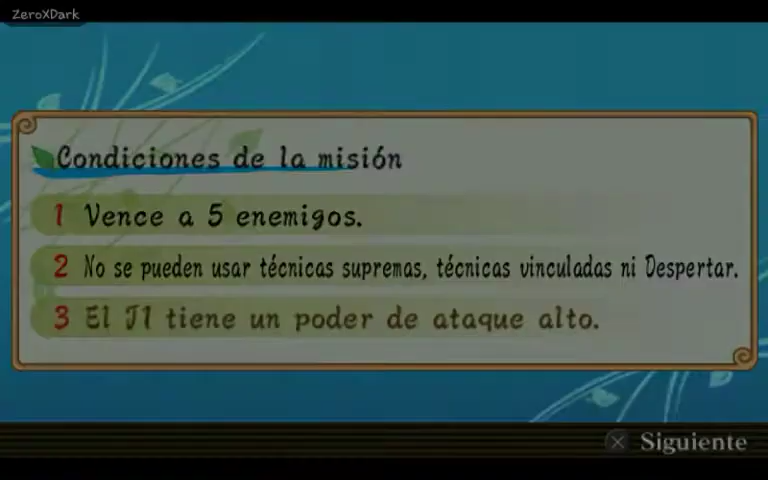 ZeroXDark
Condiciones de la misión
1 Vence a 5 enemigos.
2 No se pueden usar técnicas supremas, técnicas vinculadas ni Despertar.
3 El J1 tiene un poder de ataque alto.
Siguiente